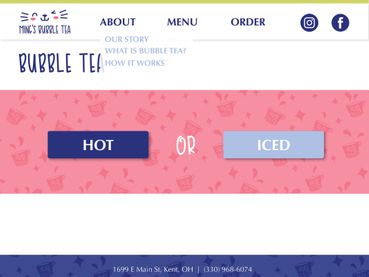 MING'S BUBBLE TEA
ABOUT
MENU
ORDER
OUR STORY
WHAT IS BUBBLE TEA?
HOW IT WORKS
BUBBLE TEA
HOT
OR
ICED
1699 E Main St, Kent, OH | (330) 968-6074